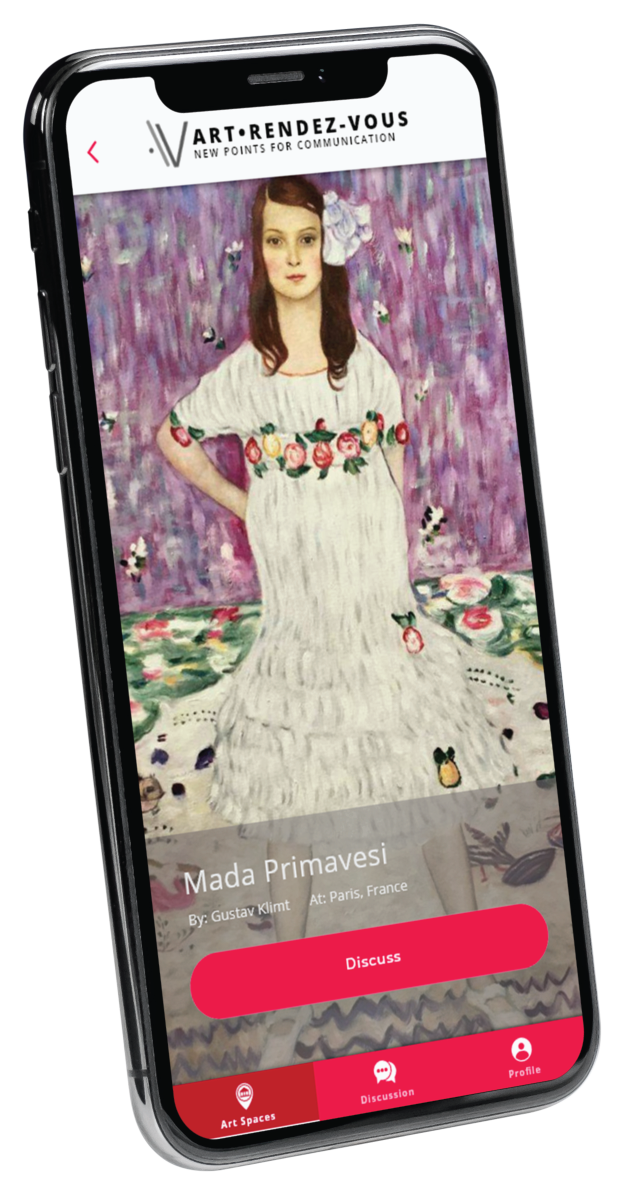 ART•RENDEZ-VOUS
NEW POINTS FOR COMMUNICATION
Mada Primavesi
By: Gustav Klimt At: Paris, France
Discuss
Art Spaces
Discussion
Profile